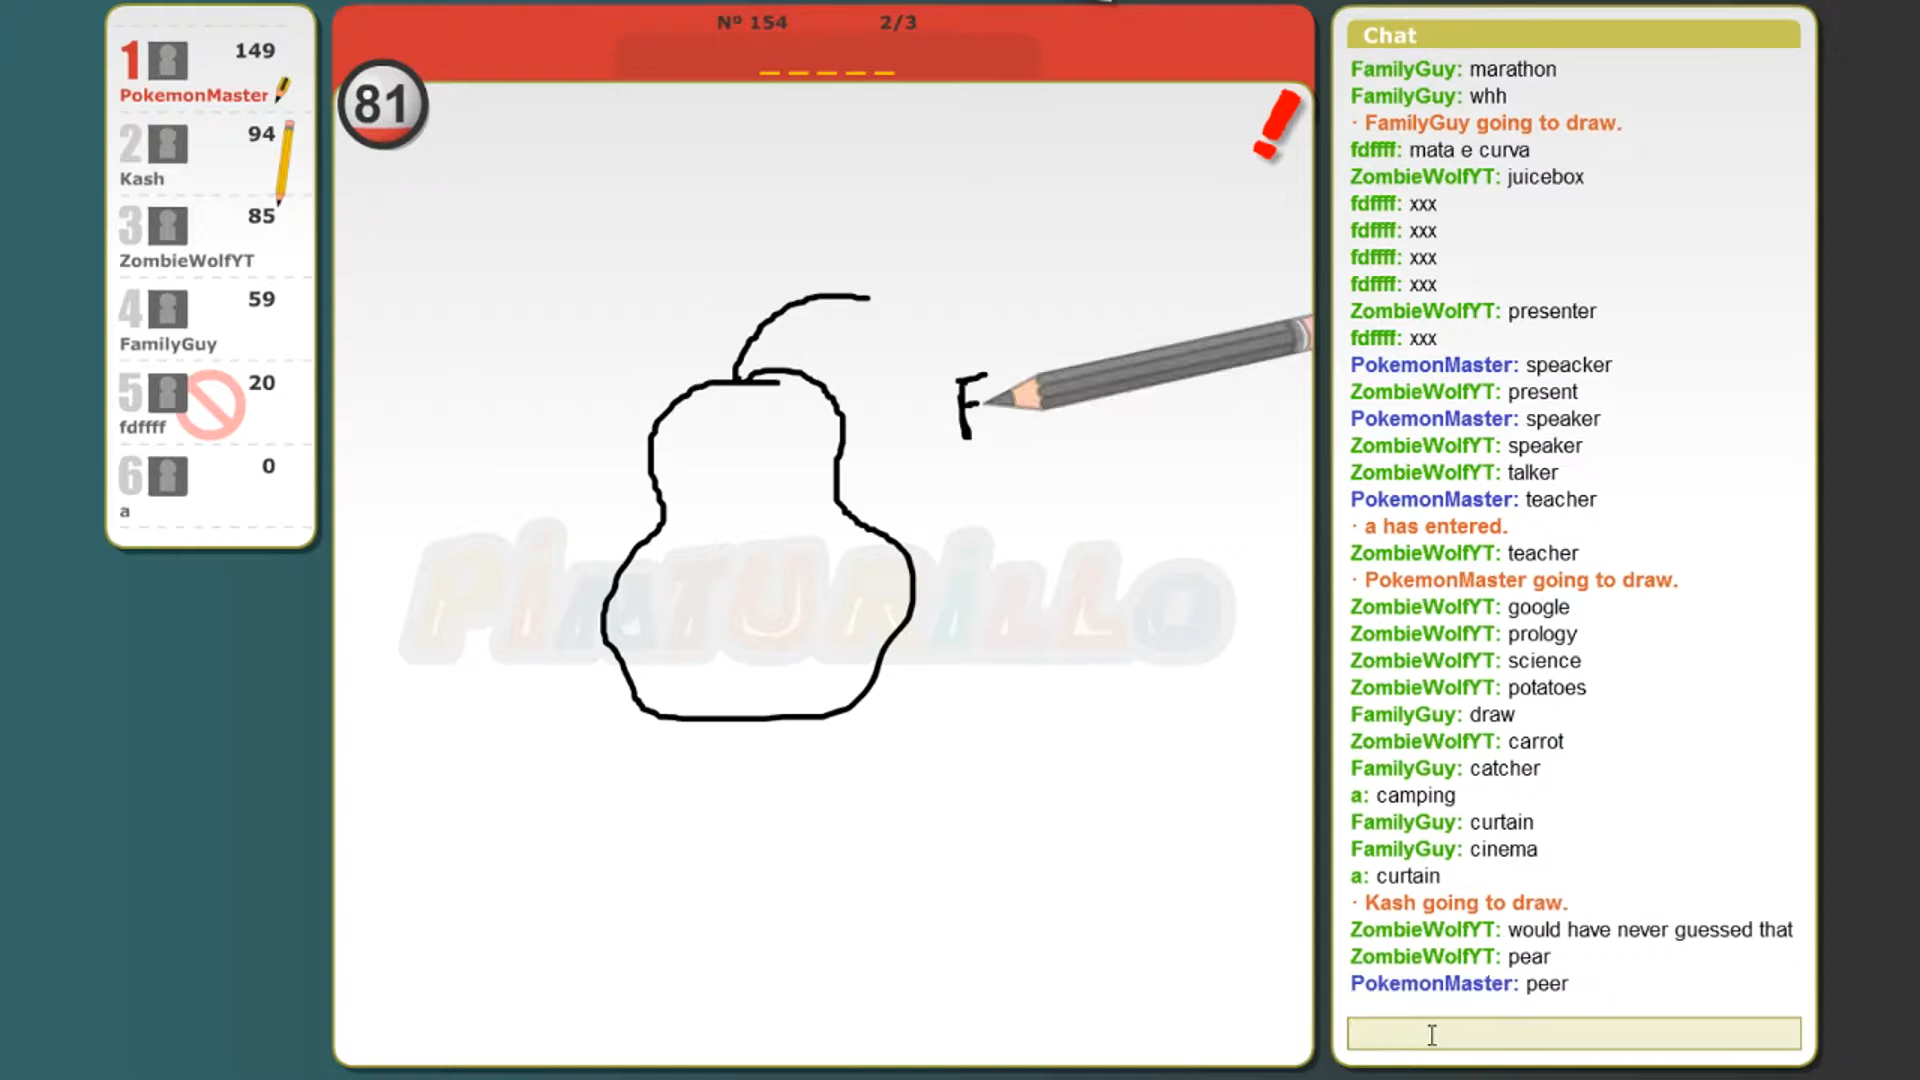 1 149
PokemonMaster
2 94
Kash
3 85
ZombieWolfYT
4 59
FamilyGuy
5 20
fdffff
6 0
a
Nº 154 2/3
_ _ _ _ _
81
F
PinTURiLLO
Chat
FamilyGuy: marathon
FamilyGuy: whh
· FamilyGuy going to draw.
fdffff: mata e curva
ZombieWolfYT: juicebox
fdffff: xxx
fdffff: xxx
fdffff: xxx
fdffff: xxx
ZombieWolfYT: presenter
fdffff: xxx
PokemonMaster: speacker
ZombieWolfYT: present
PokemonMaster: speaker
ZombieWolfYT: speaker
ZombieWolfYT: talker
PokemonMaster: teacher
· a has entered.
ZombieWolfYT: teacher
· PokemonMaster going to draw.
ZombieWolfYT: google
ZombieWolfYT: prology
ZombieWolfYT: science
ZombieWolfYT: potatoes
FamilyGuy: draw
ZombieWolfYT: carrot
FamilyGuy: catcher
a: camping
FamilyGuy: curtain
FamilyGuy: cinema
a: curtain
· Kash going to draw.
ZombieWolfYT: would have never guessed that
ZombieWolfYT: pear
PokemonMaster: peer